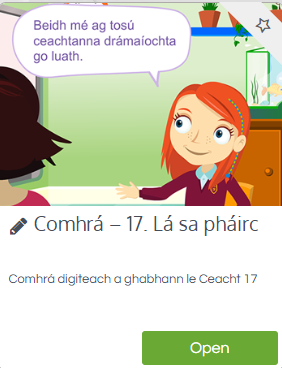 Beidh mé ag tosú
ceachtanna drámaíochta
go luath.
Comhrá – 17. Lá sa pháirc
Comhrá digiteach a ghabhann le Ceacht 17
Open